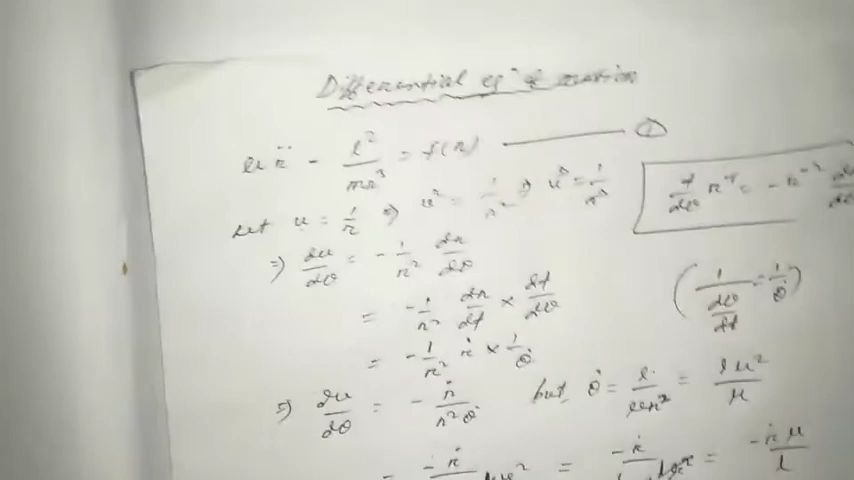 Differential eqn of motion
μr̈ - l²/mr³ = f(r) ——— ①
Let u = 1/r ⇒ u² = 1/r² ⇒ u³ = 1/r³
d/dθ r⁻¹ = - r⁻²
⇒ du/dθ = - 1/r² dr/dθ
= - 1/r² dr/dt × dt/dθ
(1/(dθ/dt) = 1/θ̇)
= - 1/r² ṙ × 1/θ̇
⇒ du/dθ = - ṙ/r²θ̇ but, θ̇ = l/μr² = lu²/μ
= -ṙμ/l